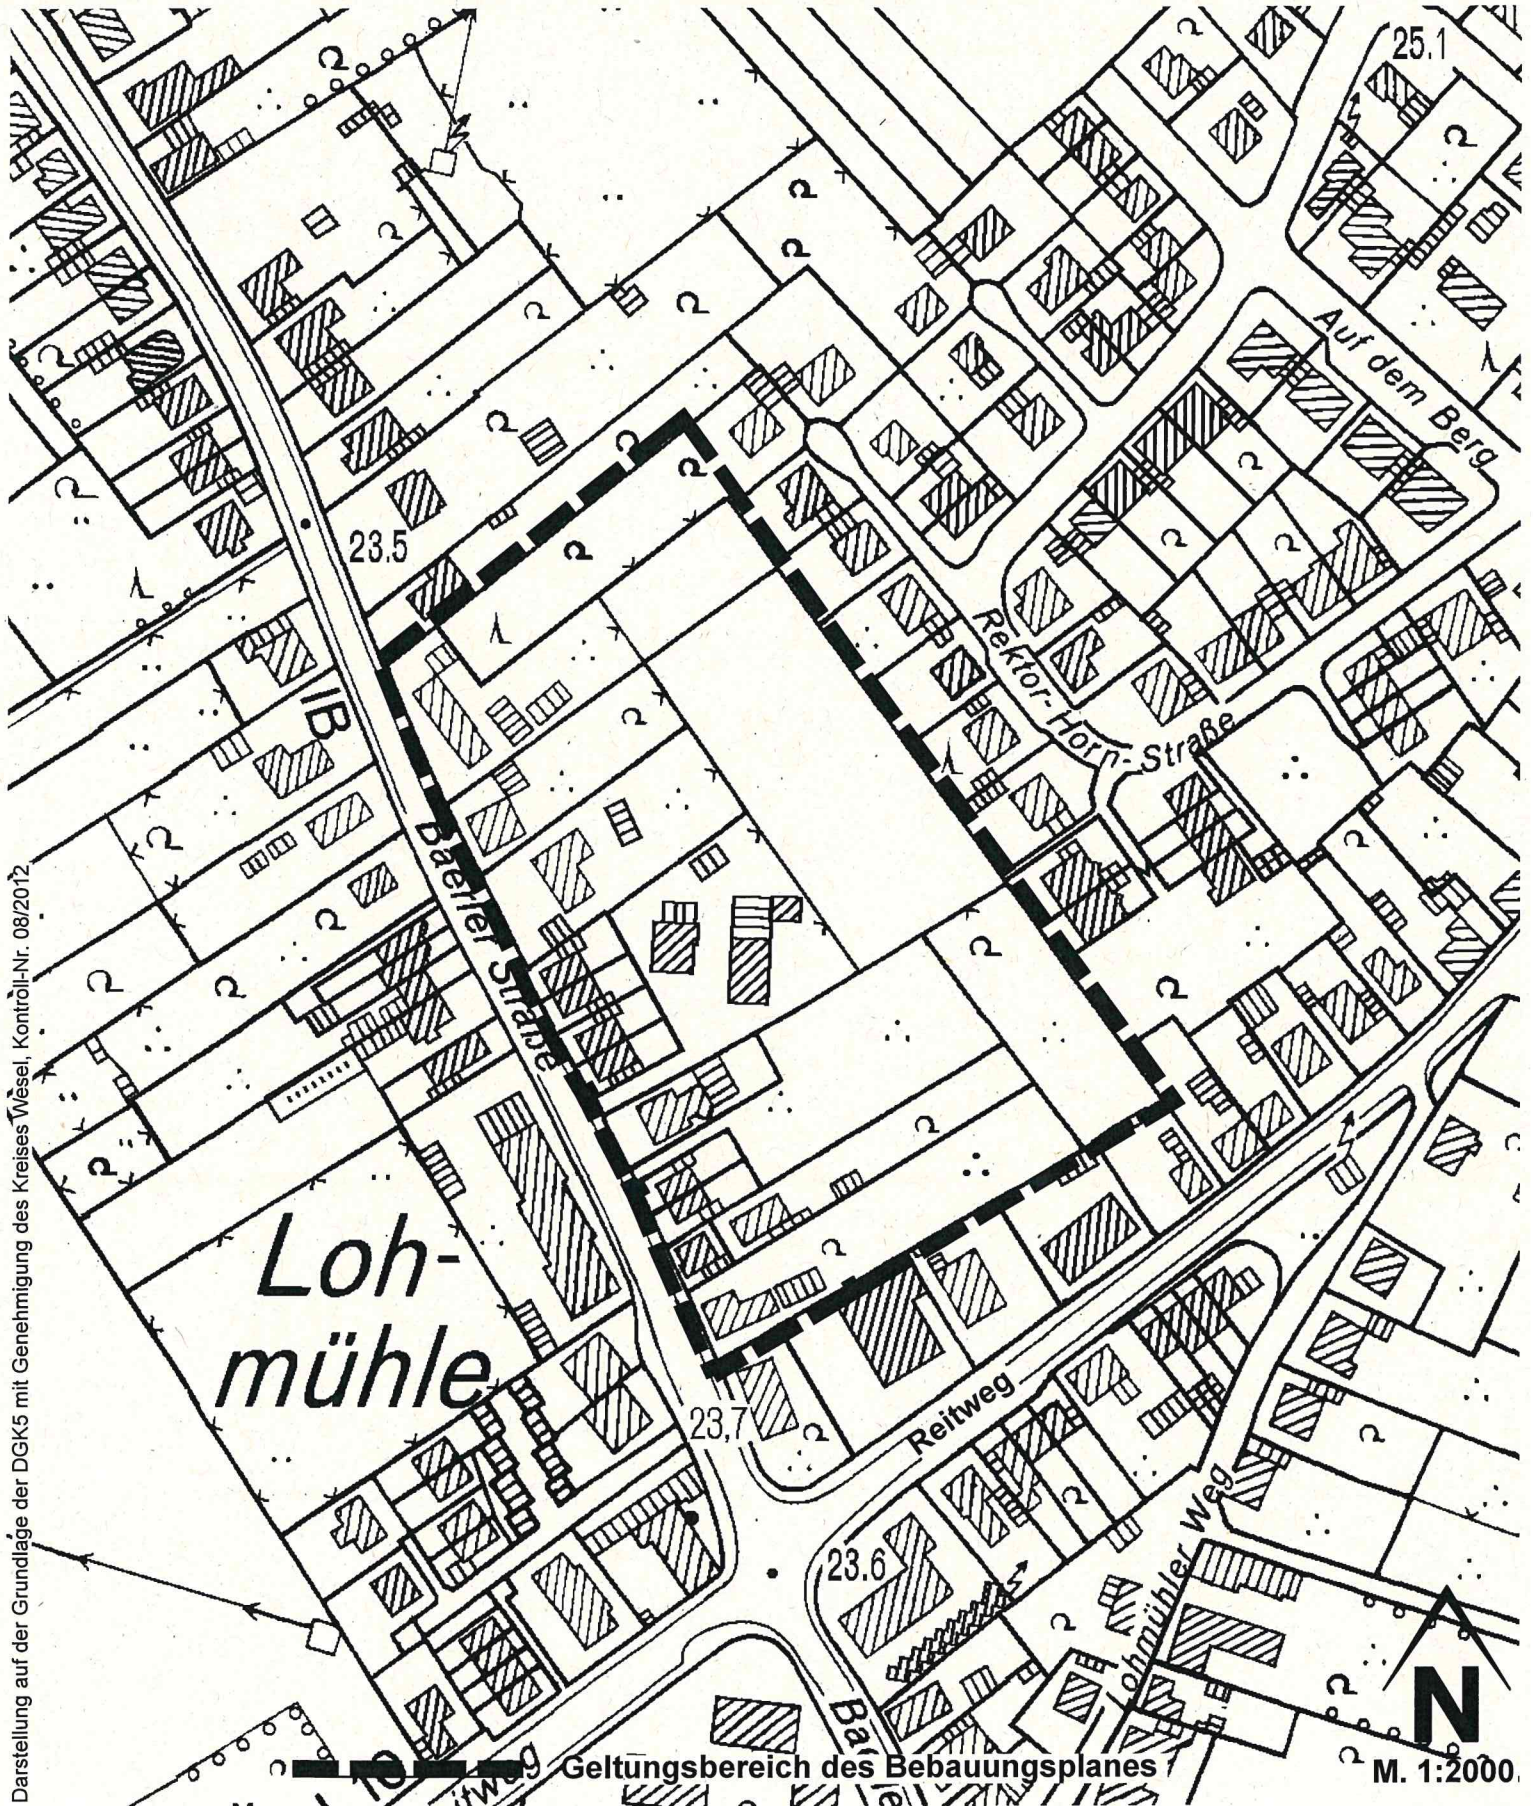 25.1
Auf dem Berg
23.5
Rektor-Horn-Straße
Baerler Straße
Loh-
mühle
23,7
Reitweg
23.6
Lohmühler Weg
N
Geltungsbereich des Bebauungsplanes
M. 1:2000
Darstellung auf der Grundlage der DGK5 mit Genehmigung des Kreises Wesel, Kontroll-Nr. 08/2012